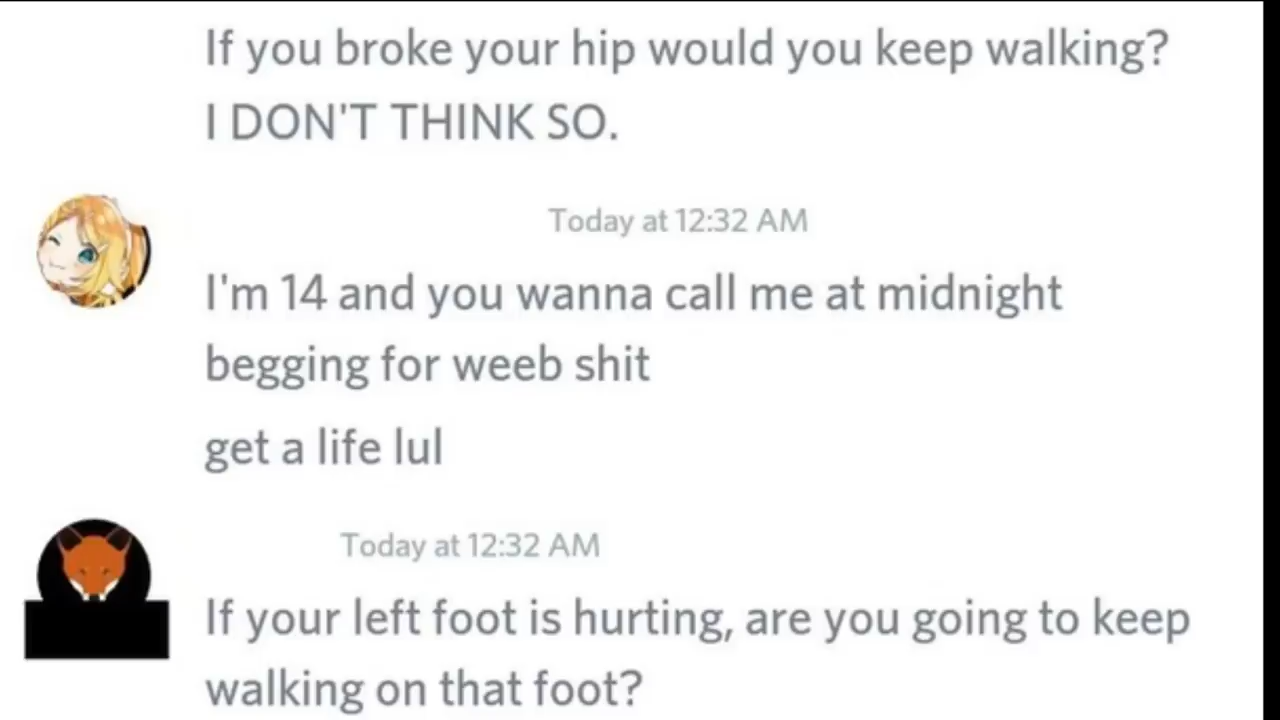 If you broke your hip would you keep walking?
I DON'T THINK SO.
Today at 12:32 AM
I'm 14 and you wanna call me at midnight
begging for weeb shit
get a life lul
Today at 12:32 AM
If your left foot is hurting, are you going to keep
walking on that foot?